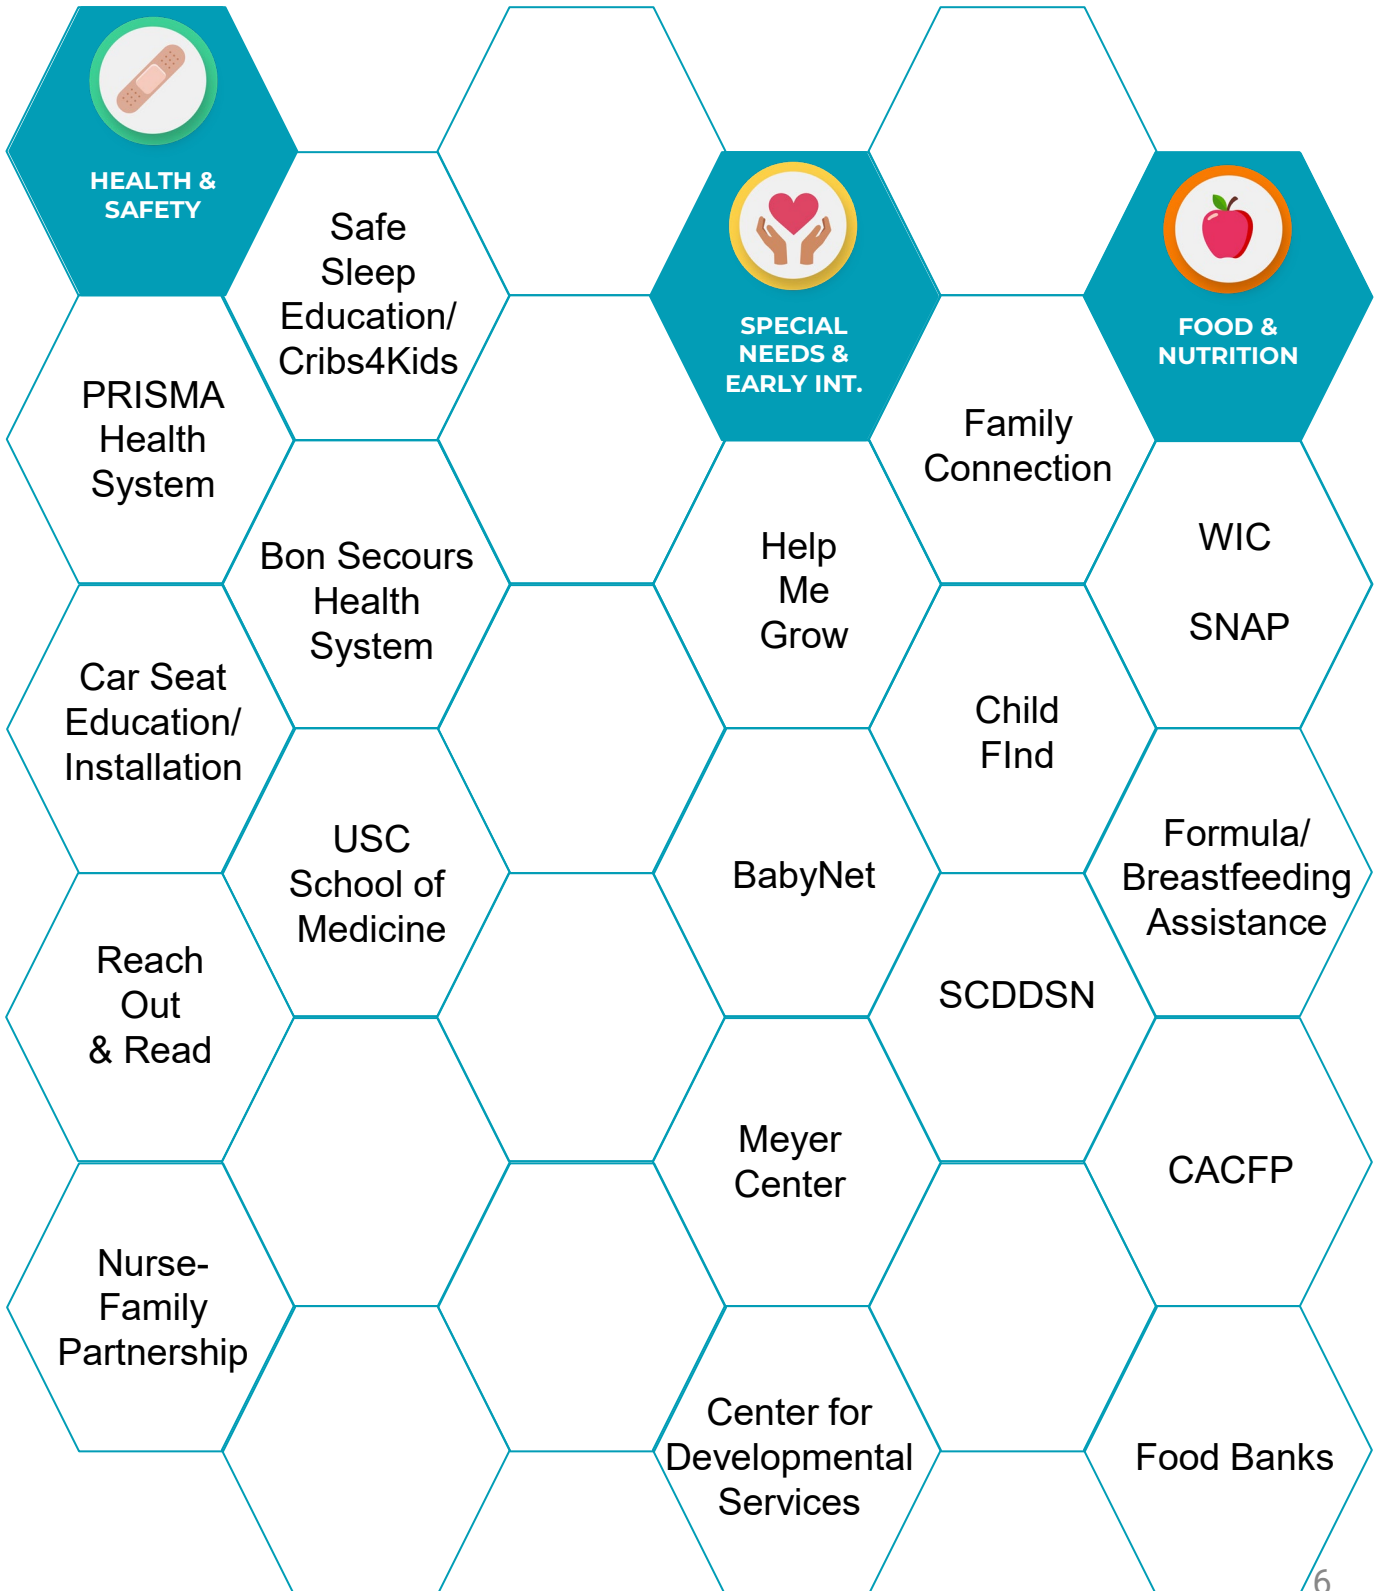 HEALTH &
SAFETY
PRISMA
Health
System
Car Seat
Education/
Installation
Reach
Out
& Read
Nurse-
Family
Partnership
Safe
Sleep
Education/
Cribs4Kids
Bon Secours
Health
System
USC
School of
Medicine
SPECIAL
NEEDS &
EARLY INT.
Help
Me
Grow
BabyNet
Meyer
Center
Center for
Developmental
Services
Family
Connection
Child
FInd
SCDDSN
FOOD &
NUTRITION
WIC
SNAP
Formula/
Breastfeeding
Assistance
CACFP
Food Banks
6